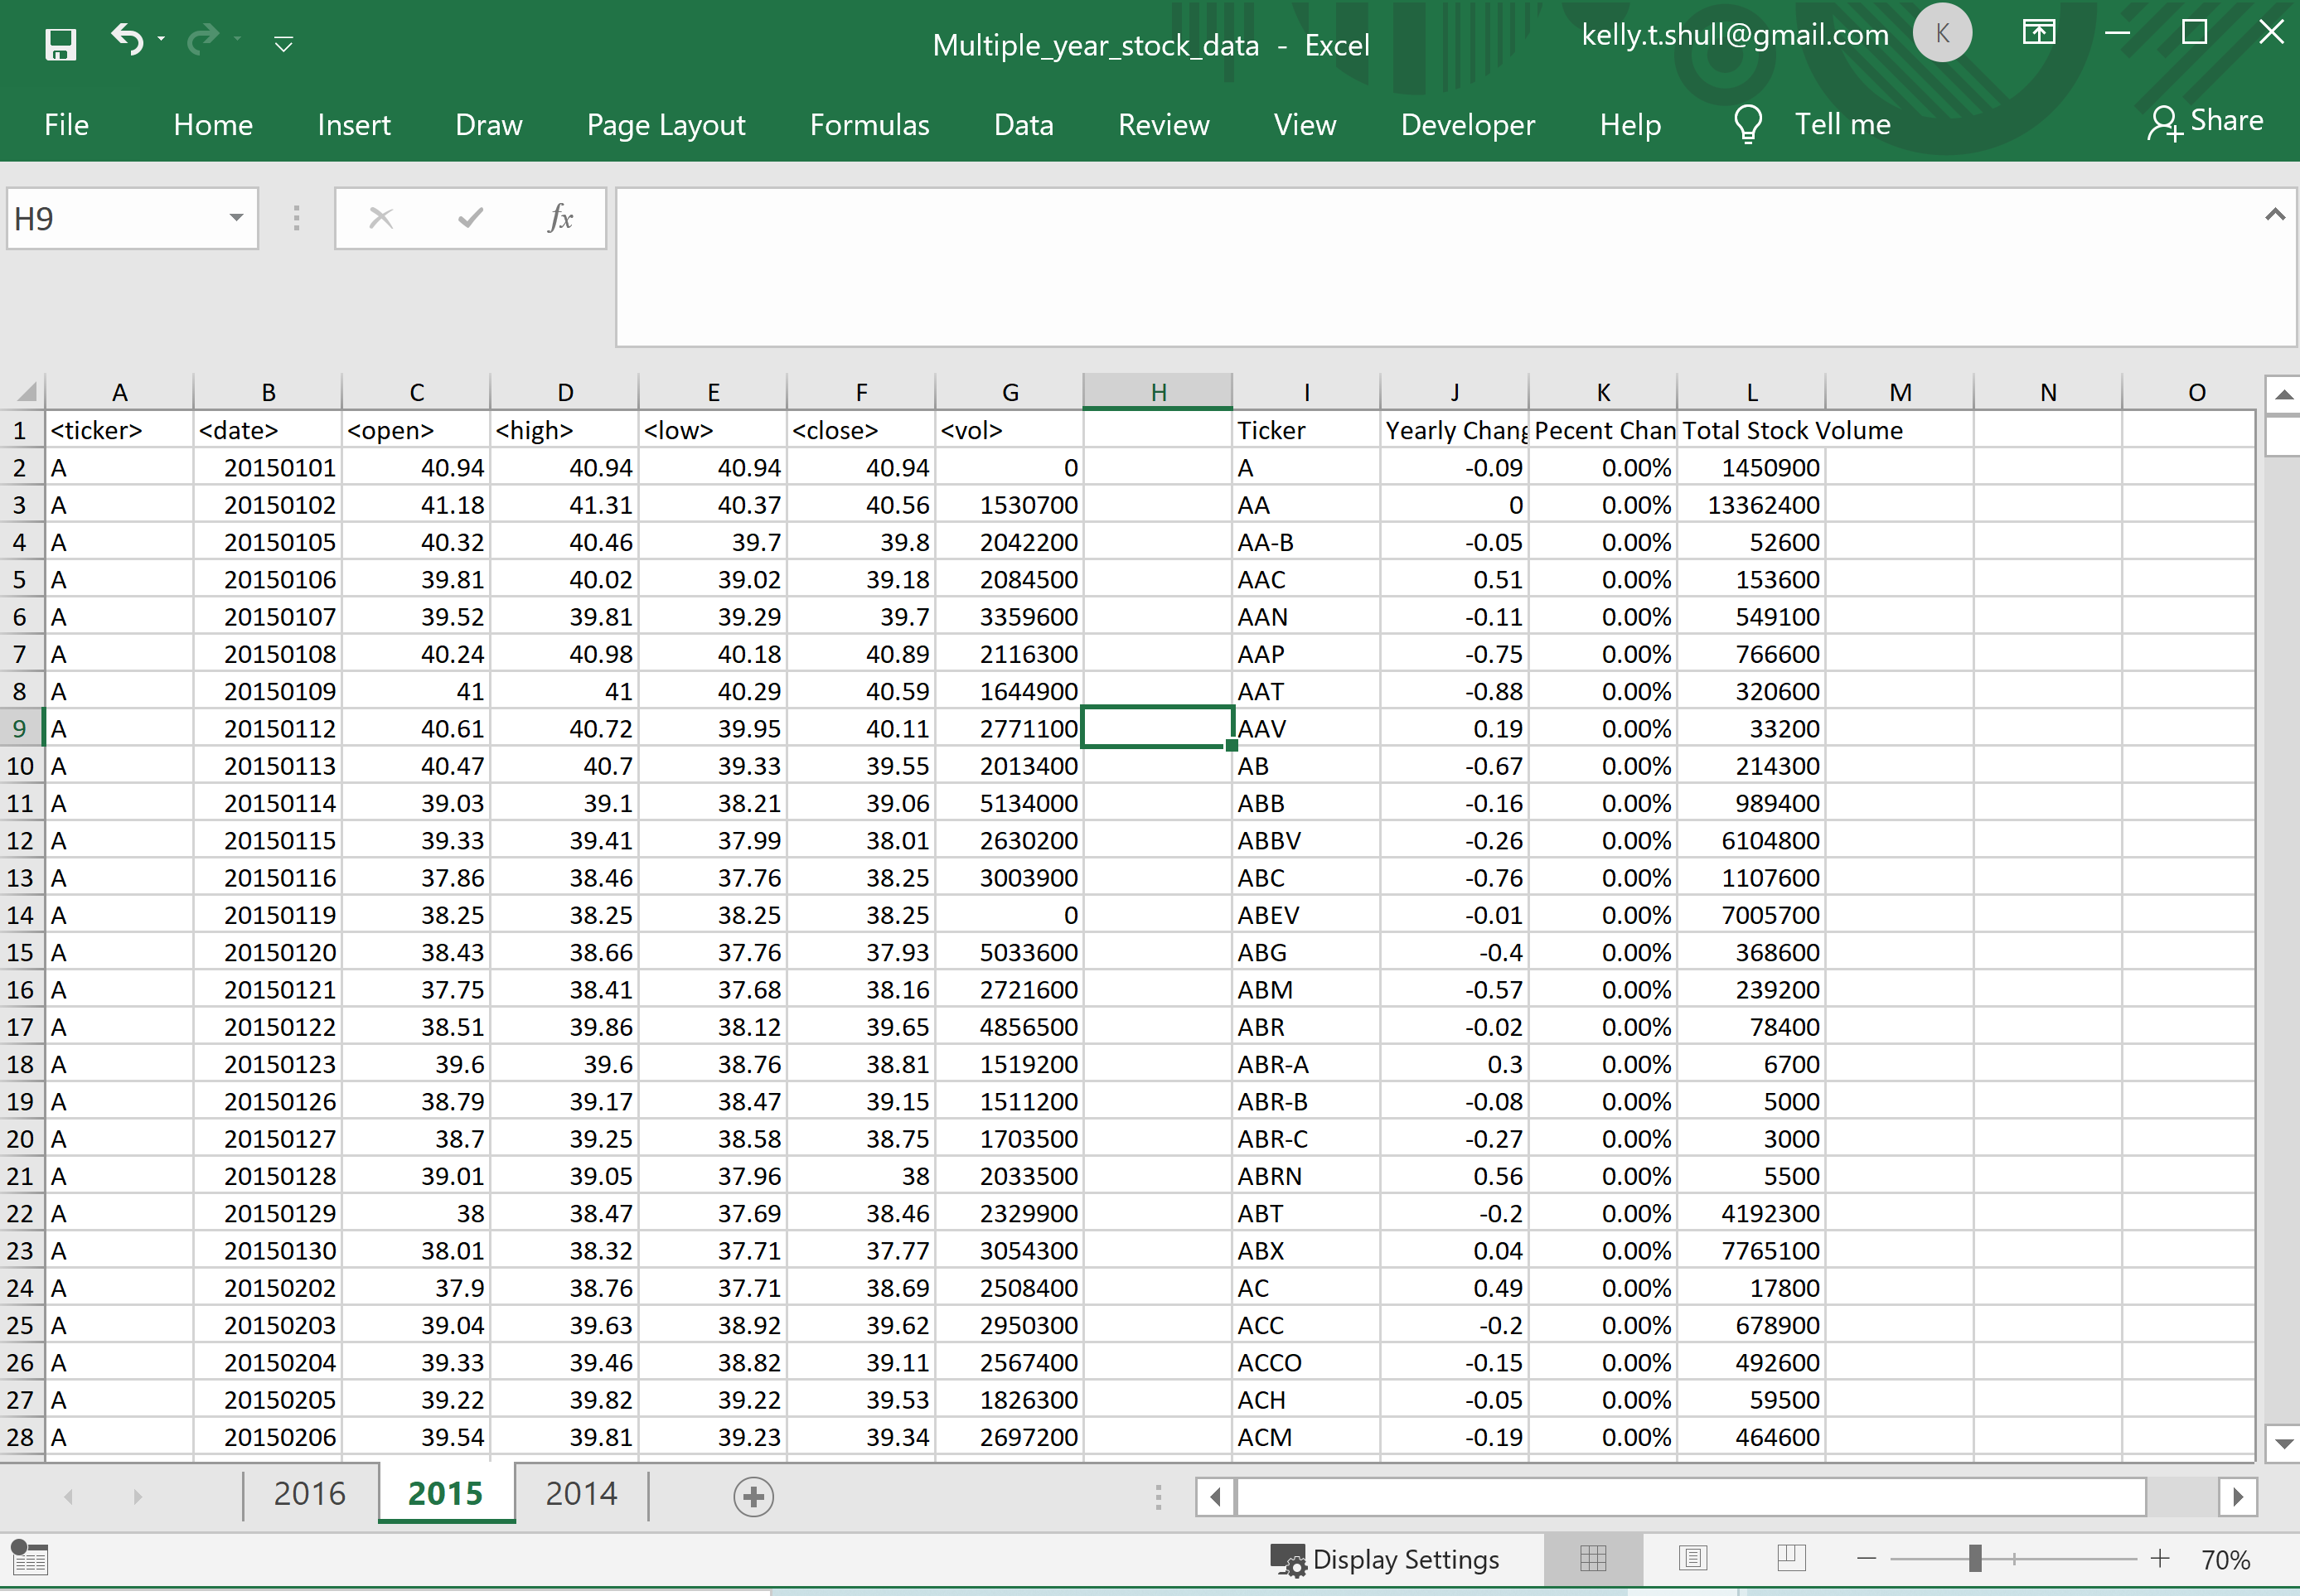 Multiple_year_stock_data - Excel kelly.t.shull@gmail.com K
File Home Insert Draw Page Layout Formulas Data Review View Developer Help Tell me Share
H9 fx
A B C D E F G H I J K L M N O
1 <ticker> <date> <open> <high> <low> <close> <vol> Ticker Yearly Chang Pecent Chan Total Stock Volume
2 A 20150101 40.94 40.94 40.94 40.94 0 A -0.09 0.00% 1450900
3 A 20150102 41.18 41.31 40.37 40.56 1530700 AA 0 0.00% 13362400
4 A 20150105 40.32 40.46 39.7 39.8 2042200 AA-B -0.05 0.00% 52600
5 A 20150106 39.81 40.02 39.02 39.18 2084500 AAC 0.51 0.00% 153600
6 A 20150107 39.52 39.81 39.29 39.7 3359600 AAN -0.11 0.00% 549100
7 A 20150108 40.24 40.98 40.18 40.89 2116300 AAP -0.75 0.00% 766600
8 A 20150109 41 41 40.29 40.59 1644900 AAT -0.88 0.00% 320600
9 A 20150112 40.61 40.72 39.95 40.11 2771100 AAV 0.19 0.00% 33200
10 A 20150113 40.47 40.7 39.33 39.55 2013400 AB -0.67 0.00% 214300
11 A 20150114 39.03 39.1 38.21 39.06 5134000 ABB -0.16 0.00% 989400
12 A 20150115 39.33 39.41 37.99 38.01 2630200 ABBV -0.26 0.00% 6104800
13 A 20150116 37.86 38.46 37.76 38.25 3003900 ABC -0.76 0.00% 1107600
14 A 20150119 38.25 38.25 38.25 38.25 0 ABEV -0.01 0.00% 7005700
15 A 20150120 38.43 38.66 37.76 37.93 5033600 ABG -0.4 0.00% 368600
16 A 20150121 37.75 38.41 37.68 38.16 2721600 ABM -0.57 0.00% 239200
17 A 20150122 38.51 39.86 38.12 39.65 4856500 ABR -0.02 0.00% 78400
18 A 20150123 39.6 39.6 38.76 38.81 1519200 ABR-A 0.3 0.00% 6700
19 A 20150126 38.79 39.17 38.47 39.15 1511200 ABR-B -0.08 0.00% 5000
20 A 20150127 38.7 39.25 38.58 38.75 1703500 ABR-C -0.27 0.00% 3000
21 A 20150128 39.01 39.05 37.96 38 2033500 ABRN 0.56 0.00% 5500
22 A 20150129 38 38.47 37.69 38.46 2329900 ABT -0.2 0.00% 4192300
23 A 20150130 38.01 38.32 37.71 37.77 3054300 ABX 0.04 0.00% 7765100
24 A 20150202 37.9 38.76 37.71 38.69 2508400 AC 0.49 0.00% 17800
25 A 20150203 39.04 39.63 38.92 39.62 2950300 ACC -0.2 0.00% 678900
26 A 20150204 39.33 39.46 38.82 39.11 2567400 ACCO -0.15 0.00% 492600
27 A 20150205 39.22 39.82 39.22 39.53 1826300 ACH -0.05 0.00% 59500
28 A 20150206 39.54 39.81 39.23 39.34 2697200 ACM -0.19 0.00% 464600
2016 2015 2014
Display Settings 70%